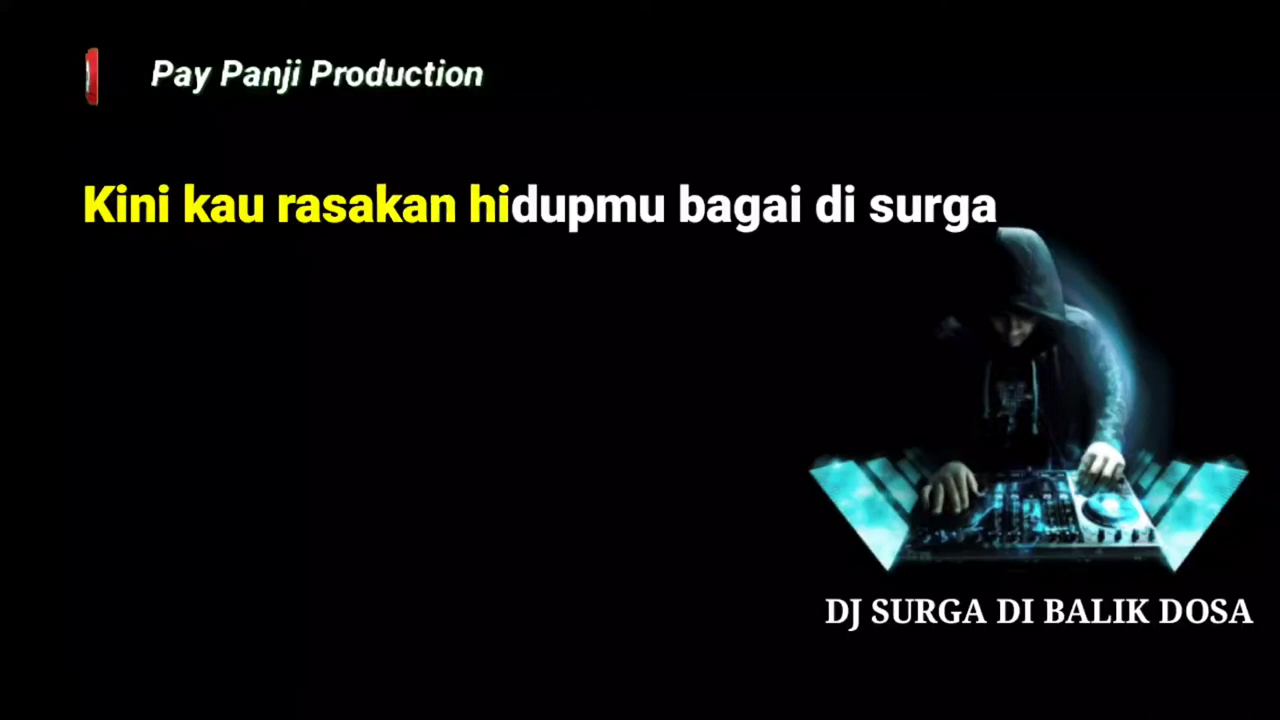 Pay Panji Production
Kini kau rasakan hidupmu bagai di surga
DJ SURGA DI BALIK DOSA